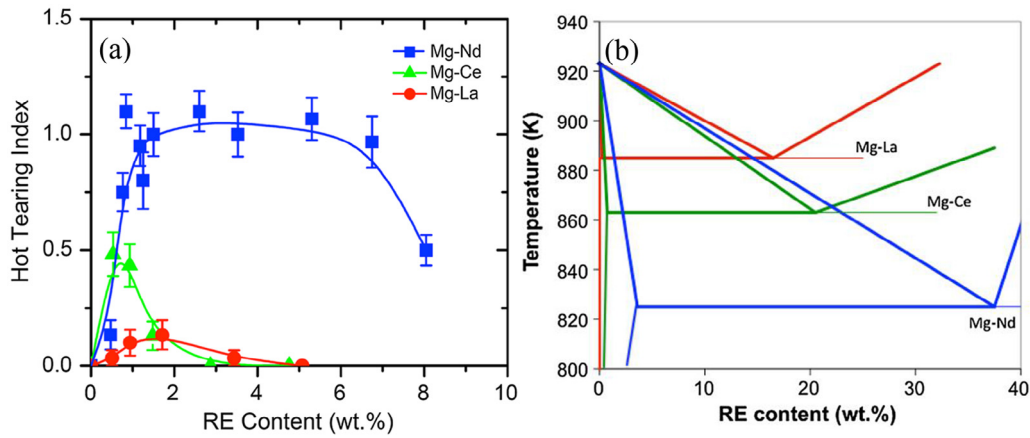 (a)
Mg-Nd
Mg-Ce
Mg-La
Hot Tearing Index
1.5
1.0
0.5
0.0
0 2 4 6 8 10
RE Content (wt.%)
(b)
Temperature (K)
940
920
900
880
860
840
820
800
Mg-La
Mg-Ce
Mg-Nd
0 10 20 30 40
RE content (wt.%)